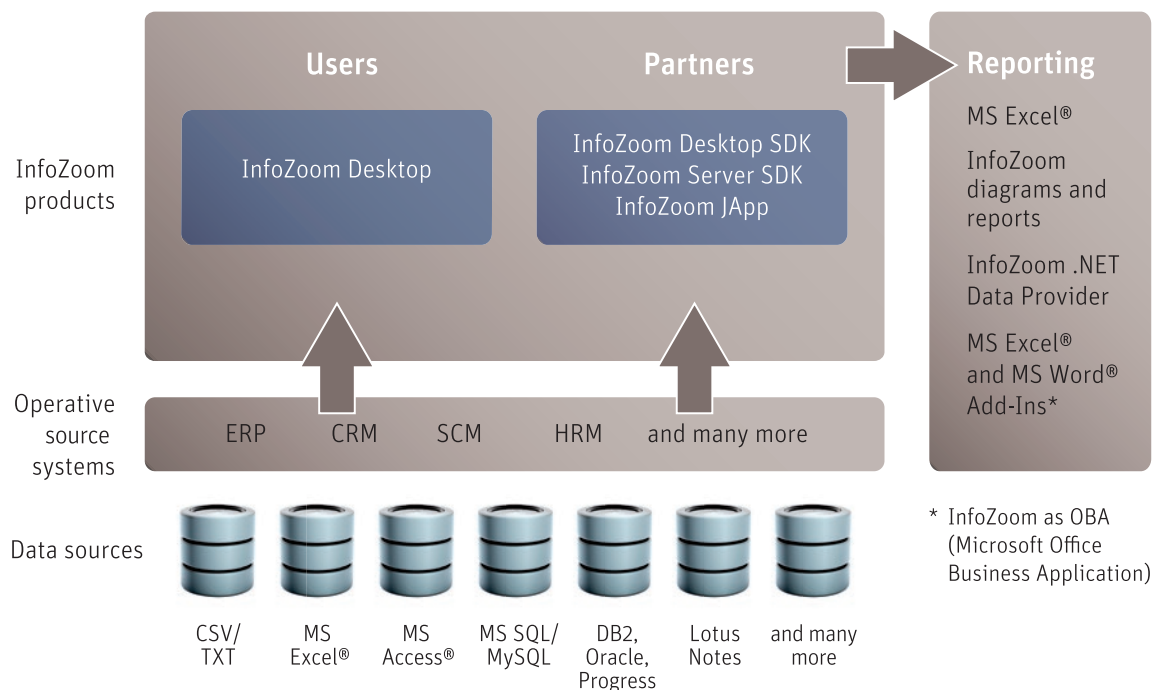 Users
Partners
Reporting
InfoZoom
products
InfoZoom Desktop
InfoZoom Desktop SDK
InfoZoom Server SDK
InfoZoom JApp
MS Excel®
InfoZoom
diagrams and
reports
InfoZoom .NET
Data Provider
MS Excel®
and MS Word®
Add-Ins*
Operative
source
systems
ERP
CRM
SCM
HRM
and many more
* InfoZoom as OBA
(Microsoft Office
Business Application)
Data sources
CSV/
TXT
MS
Excel®
MS
Access®
MS SQL/
MySQL
DB2,
Oracle,
Progress
Lotus
Notes
and many
more